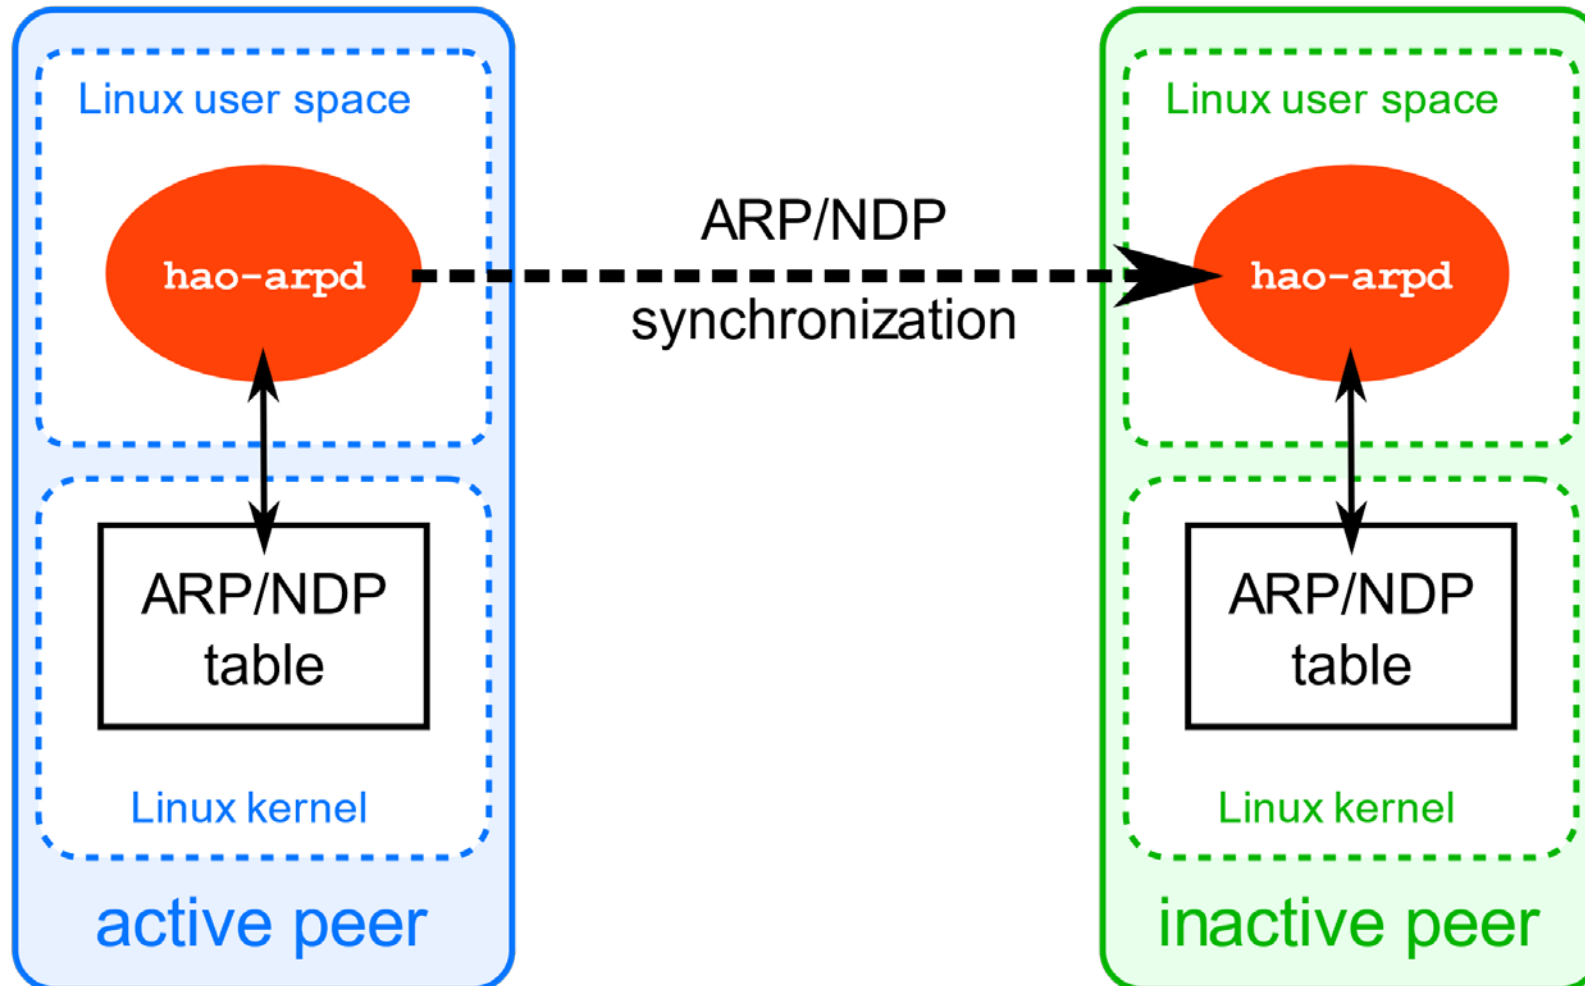 Linux user space
hao-arpd
ARP/NDP
table
Linux kernel
active peer
ARP/NDP
synchronization
Linux user space
hao-arpd
ARP/NDP
table
Linux kernel
inactive peer